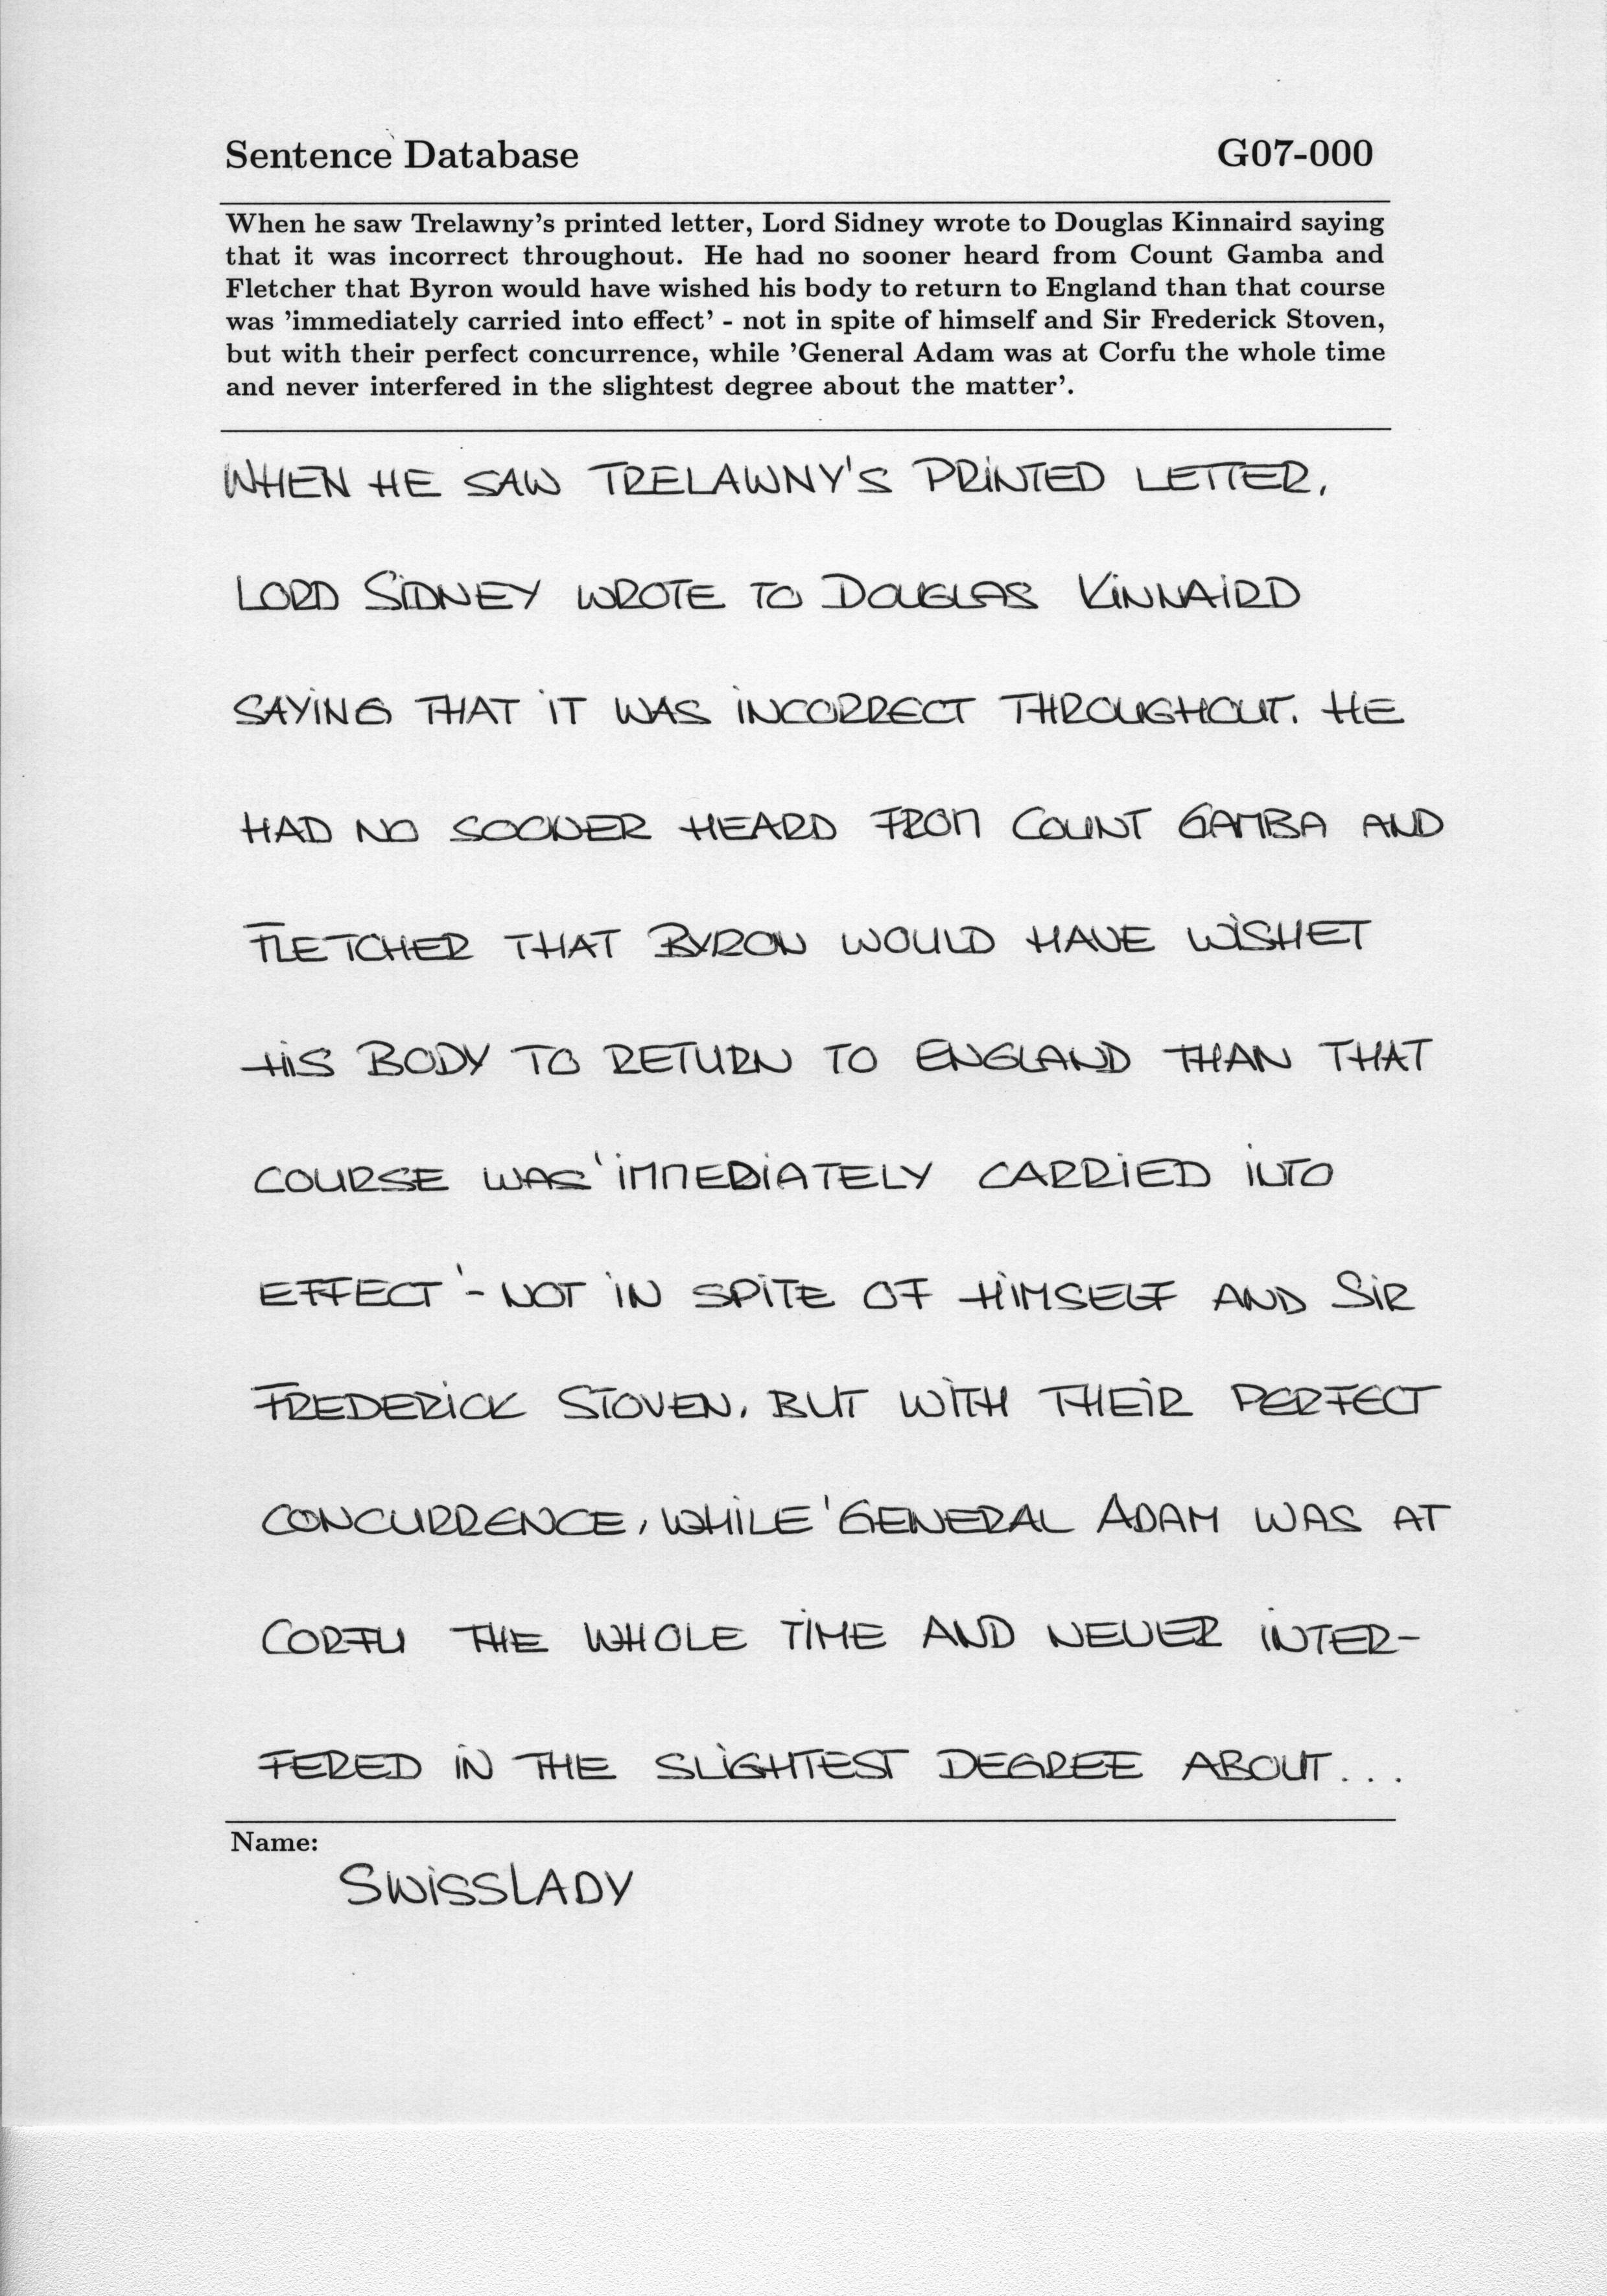 Sentence Database G07-000
When he saw Trelawny's printed letter, Lord Sidney wrote to Douglas Kinnaird saying
that it was incorrect throughout. He had no sooner heard from Count Gamba and
Fletcher that Byron would have wished his body to return to England than that course
was 'immediately carried into effect' - not in spite of himself and Sir Frederick Stoven,
but with their perfect concurrence, while 'General Adam was at Corfu the whole time
and never interfered in the slightest degree about the matter'.
WHEN HE SAW TRELAWNY'S PRINTED LETTER,
LORD SIDNEY WROTE TO DOUGLAS KINNAIRD
SAYING THAT IT WAS INCORRECT THROUGHOUT. HE
HAD NO SOONER HEARD FROM COUNT GAMBA AND
FLETCHER THAT BYRON WOULD HAVE WISHET
HIS BODY TO RETURN TO ENGLAND THAN THAT
COURSE WAS 'IMMEDIATELY CARRIED INTO
EFFECT' - NOT IN SPITE OF HIMSELF AND SIR
FREDERICK STOVEN, BUT WITH THEIR PERFECT
CONCURRENCE, WHILE 'GENERAL ADAM WAS AT
CORFU THE WHOLE TIME AND NEVER INTER-
FERED IN THE SLIGHTEST DEGREE ABOUT...
Name:
SWISSLADY